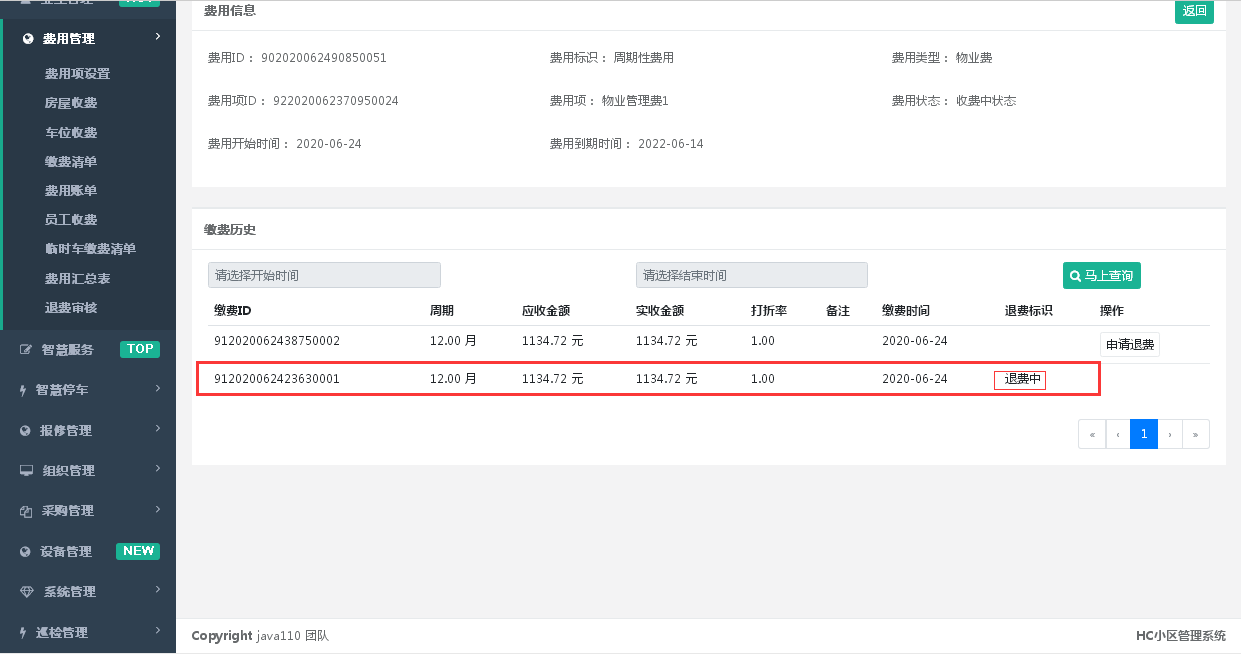 费用信息
返回
费用管理
费用项设置
房屋收费
车位收费
缴费清单
费用账单
员工收费
临时车缴费清单
费用汇总表
退费审核
智慧服务 TOP
智慧停车
报修管理
组织管理
采购管理
设备管理 NEW
系统管理
巡检管理
费用ID： 902020062490850051 费用标识： 周期性费用 费用类型： 物业费
费用项ID： 922020062370950024 费用项： 物业管理费1 费用状态： 收费中状态
费用开始时间： 2020-06-24 费用到期时间： 2022-06-14
缴费历史
请选择开始时间 请选择结束时间 马上查询
缴费ID 周期 应收金额 实收金额 打折率 备注 缴费时间 退费标识 操作
912020062438750002 12.00 月 1134.72 元 1134.72 元 1.00 2020-06-24 申请退费
912020062423630001 12.00 月 1134.72 元 1134.72 元 1.00 2020-06-24 退费中
« ‹ 1 › »
Copyright java110 团队 HC小区管理系统